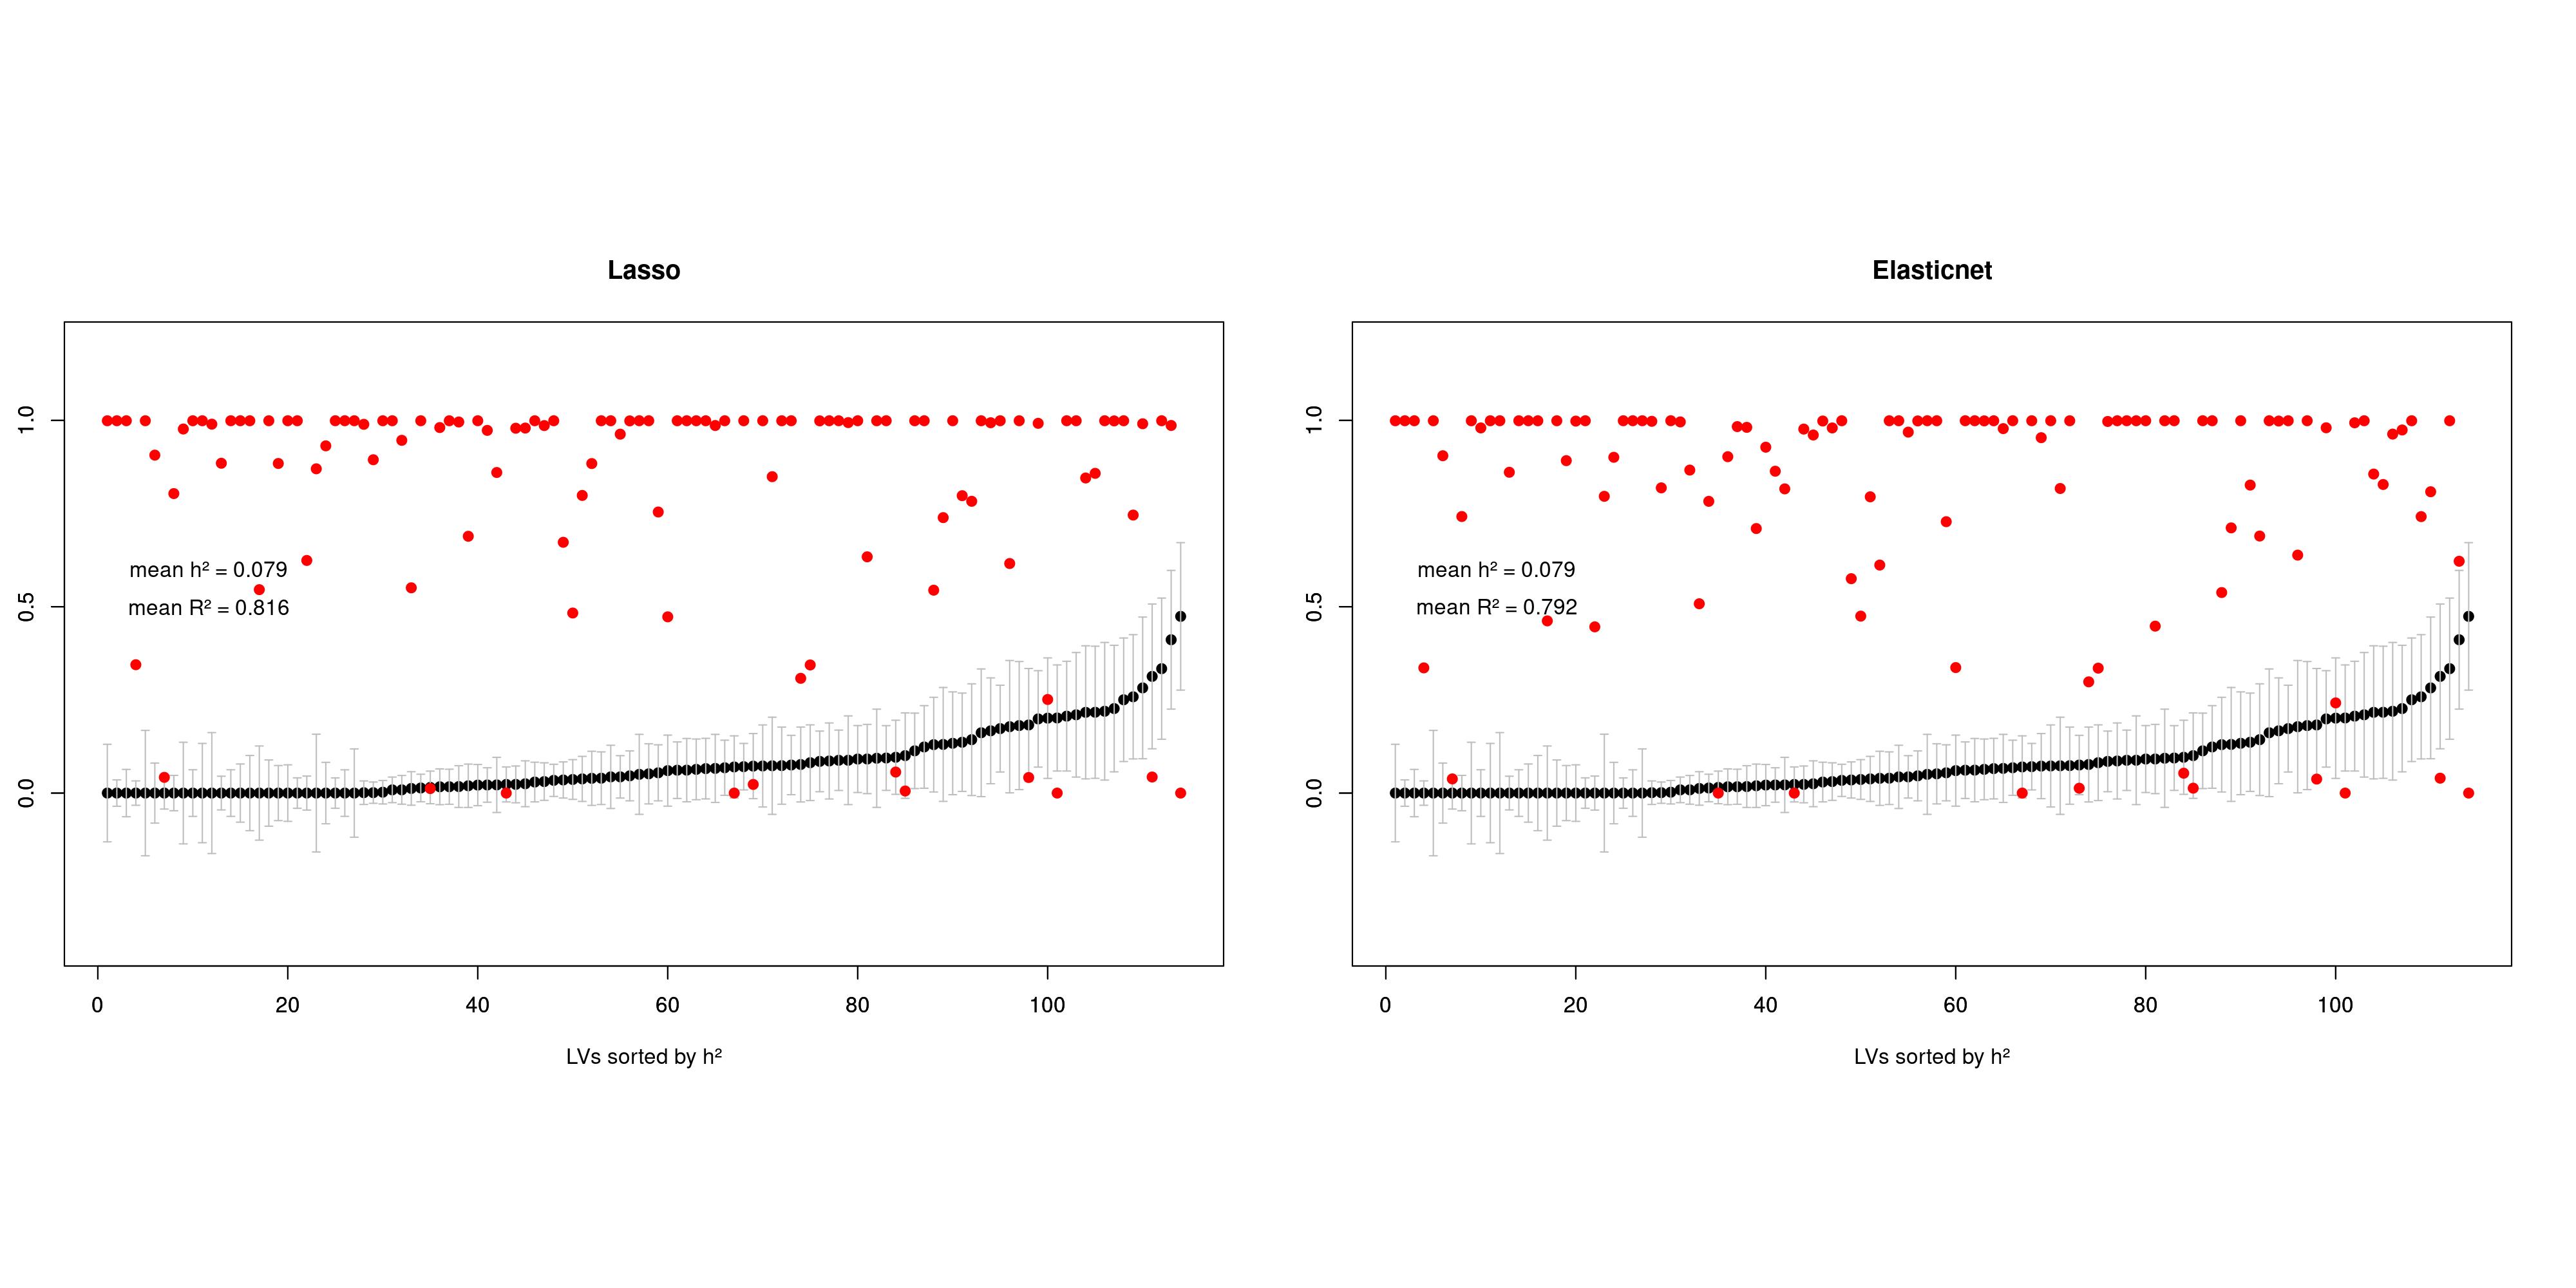 Lasso
1.0
0.5
0.0
mean h² = 0.079
mean R² = 0.816
0 20 40 60 80 100
LVs sorted by h²
Elasticnet
1.0
0.5
0.0
mean h² = 0.079
mean R² = 0.792
0 20 40 60 80 100
LVs sorted by h²